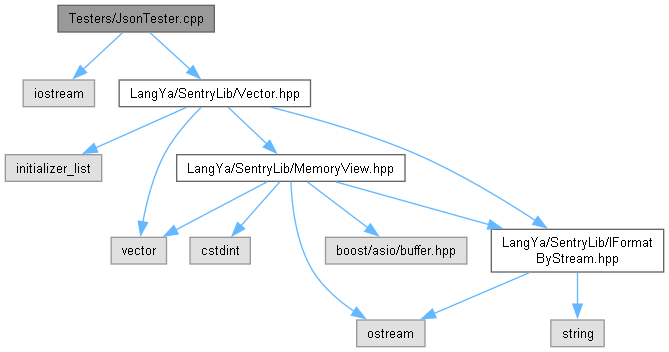 Testers/JsonTester.cpp
iostream
LangYa/SentryLib/Vector.hpp
initializer_list
LangYa/SentryLib/MemoryView.hpp
vector
cstdint
boost/asio/buffer.hpp
LangYa/SentryLib/IFormat
ByStream.hpp
ostream
string